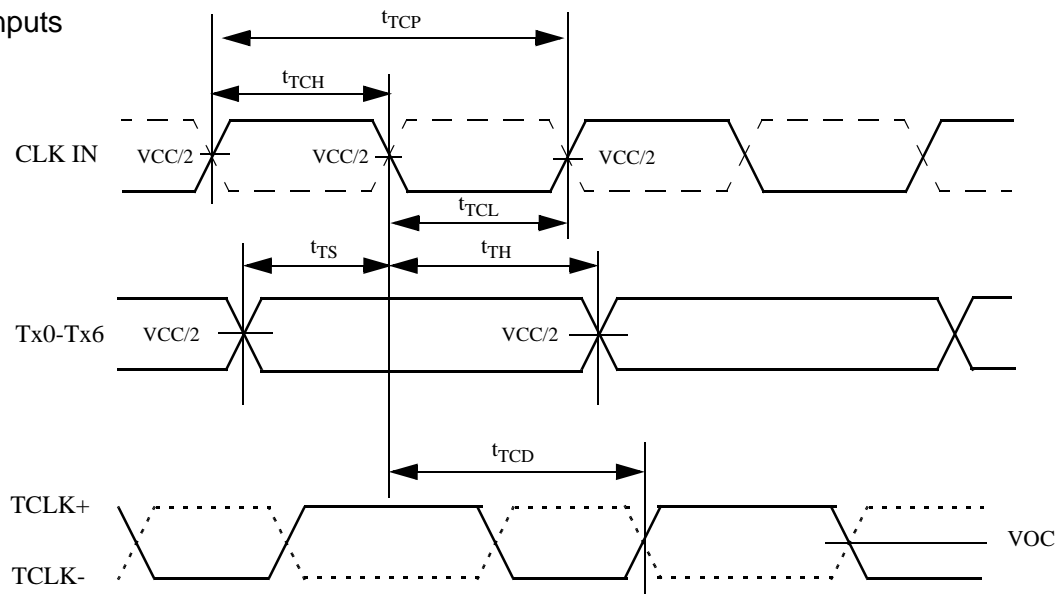 nputs
tTCP
tTCH
CLK IN
VCC/2
VCC/2
VCC/2
tTCL
tTS
tTH
Tx0-Tx6
VCC/2
VCC/2
tTCD
TCLK+
VOC
TCLK-